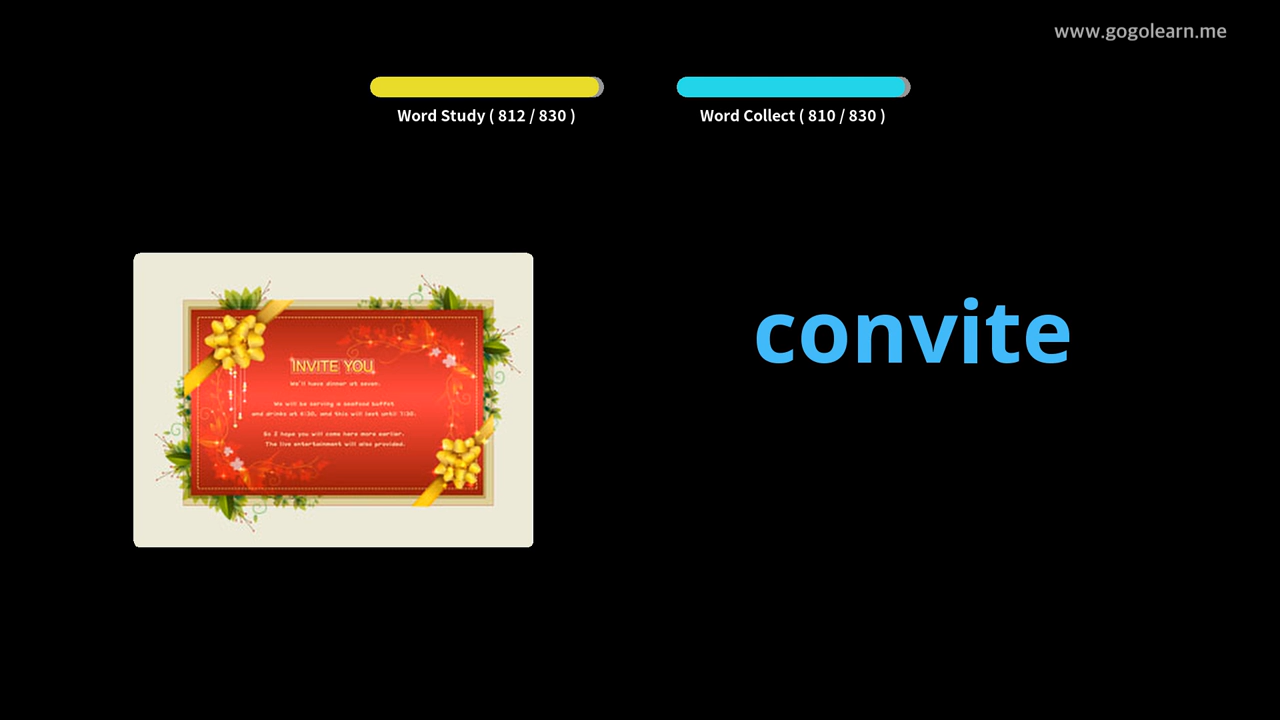 www.gogolearn.me
Word Study ( 812 / 830 )
Word Collect ( 810 / 830 )
INVITE YOU
We'll have dinner at seven.
We will be serving a seafood buffet
and drinks at 6:30, and this will last until 7:30.
So I hope you will come here more earlier.
The live entertainment will also provided.
convite